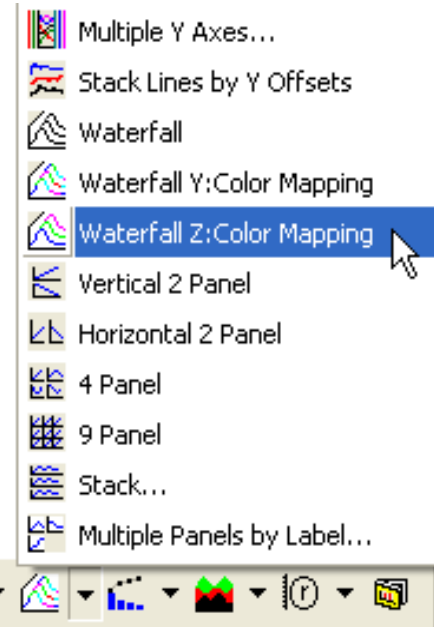 Multiple Y Axes...
Stack Lines by Y Offsets
Waterfall
Waterfall Y:Color Mapping
Waterfall Z:Color Mapping
Vertical 2 Panel
Horizontal 2 Panel
4 Panel
9 Panel
Stack...
Multiple Panels by Label...
(r)